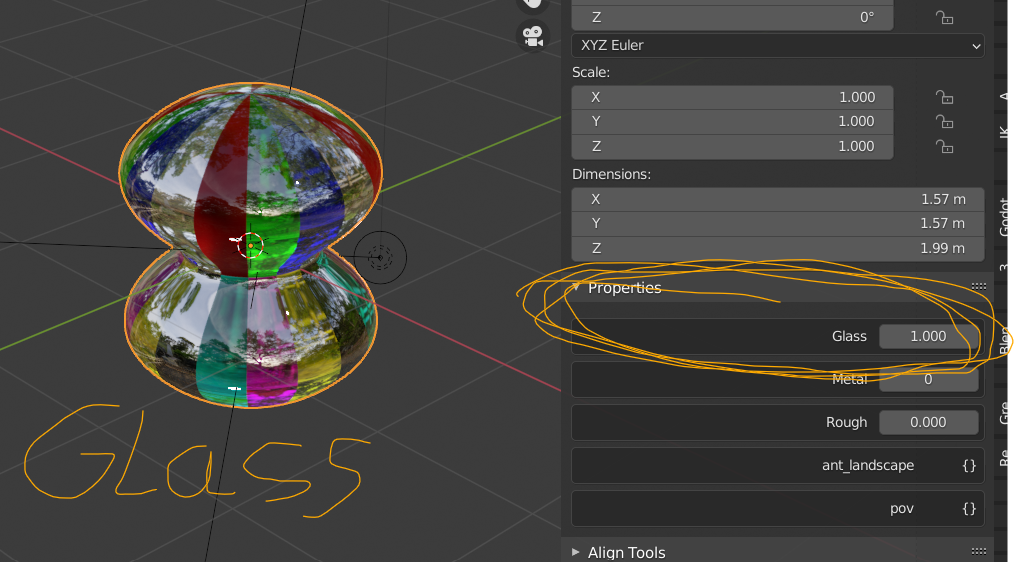 Z 0°
XYZ Euler
Scale:
X 1.000
Y 1.000
Z 1.000
Dimensions:
X 1.57 m
Y 1.57 m
Z 1.99 m
Properties
Glass 1.000
Metal 0
Rough 0.000
ant_landscape {}
pov {}
Align Tools
Glass
A
IK
Godot
3
Blen
Gre
Re